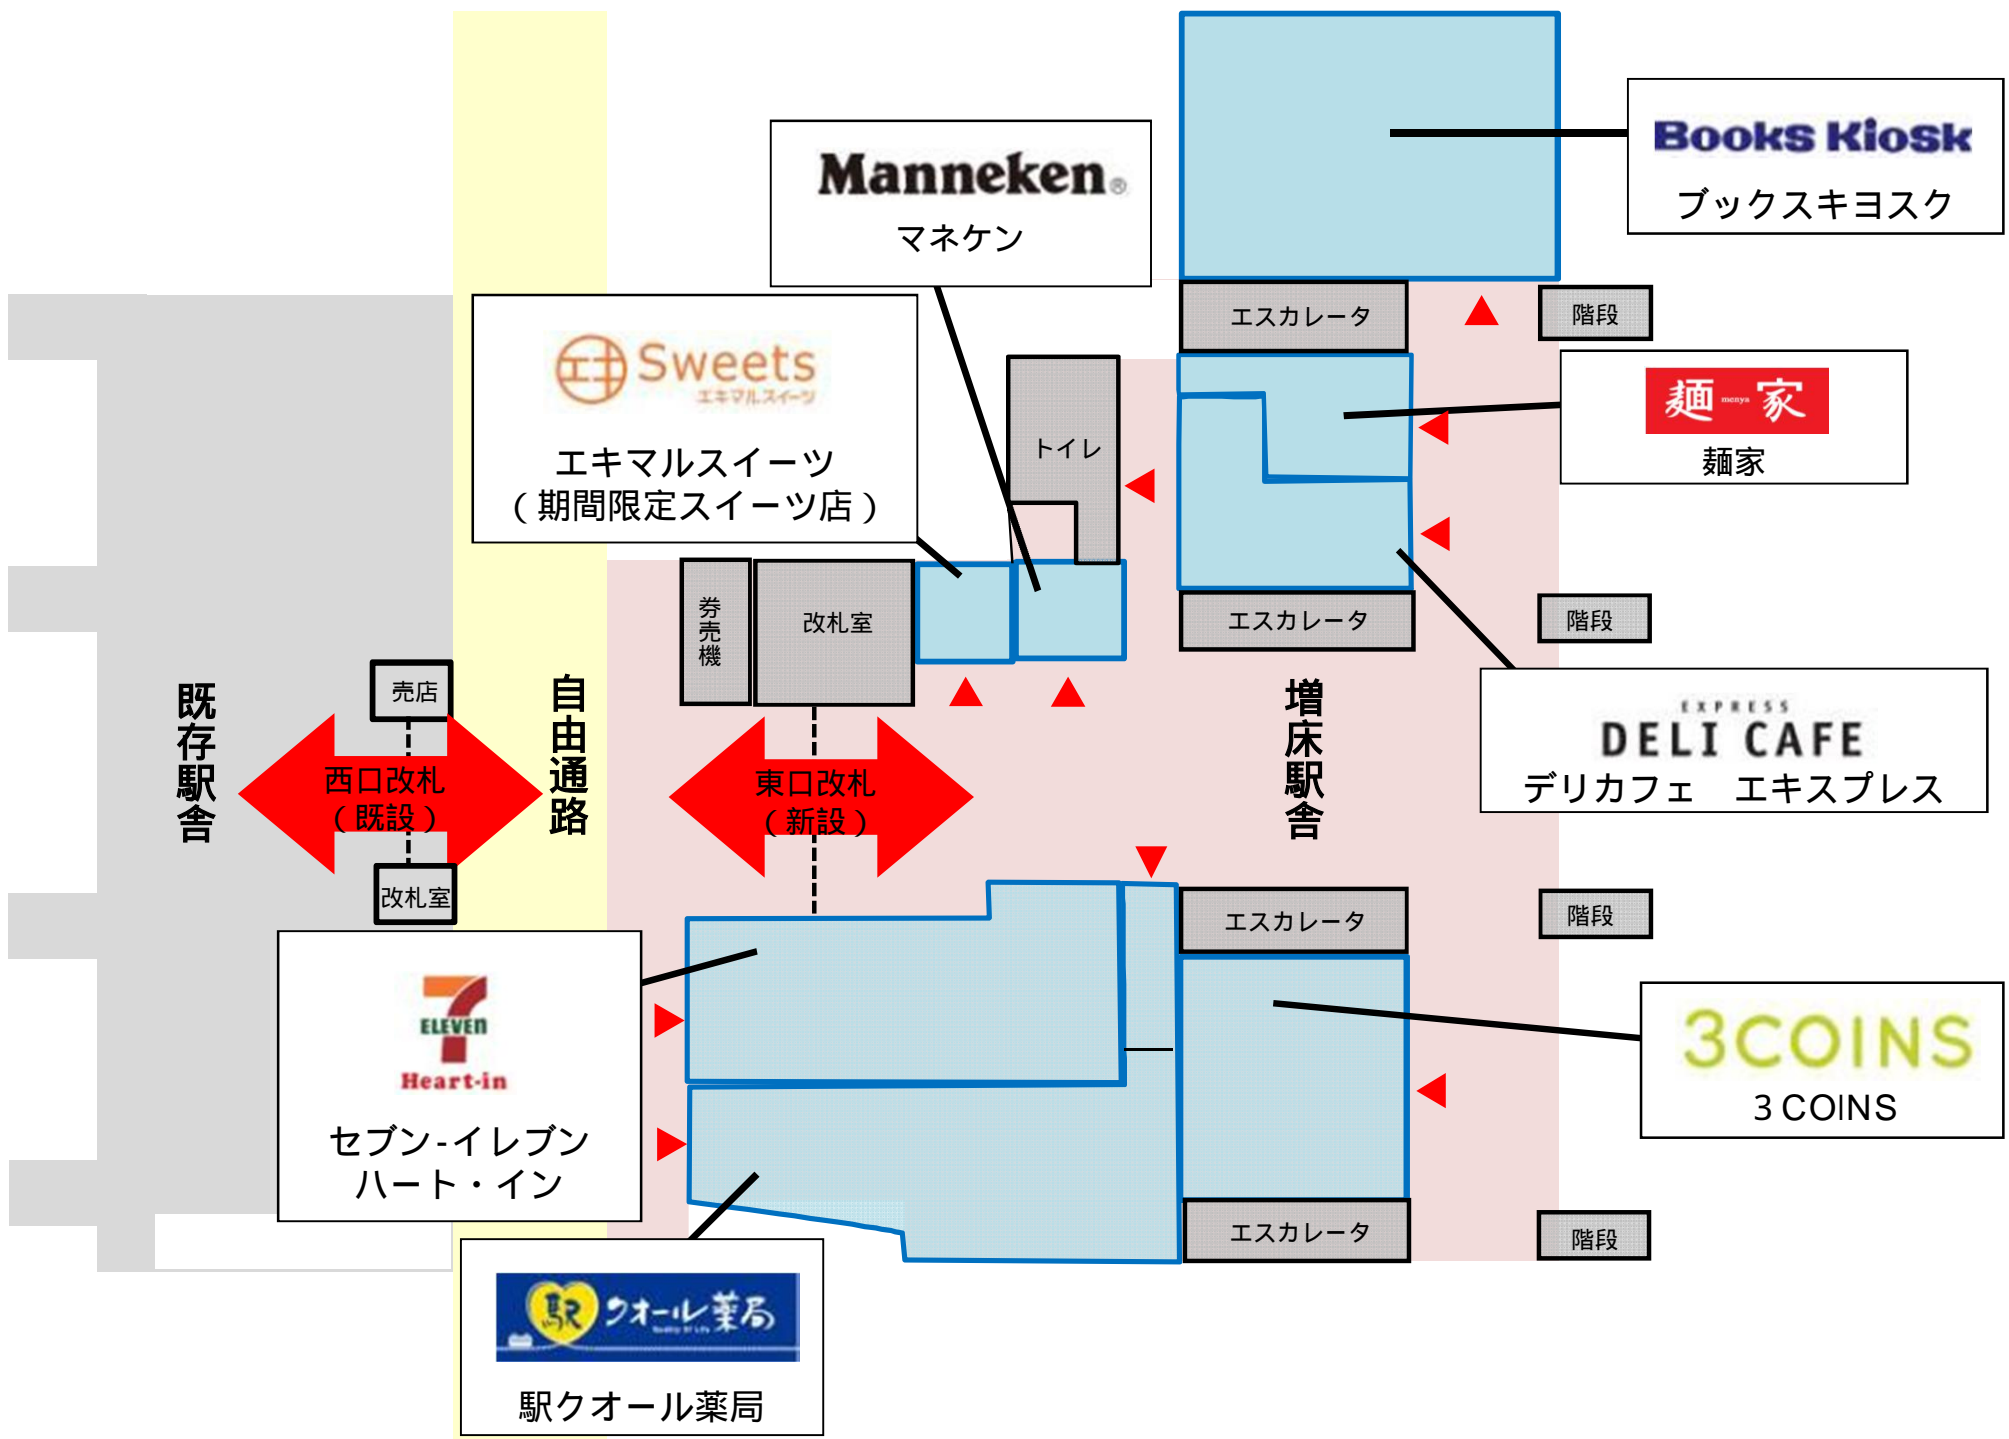 Books Kiosk
ブックスキヨスク
Manneken®
マネケン
エスカレータ
階段
エキ Sweets
エキマルスイーツ
エキマルスイーツ
（期間限定スイーツ店）
トイレ
麺 menya 家
麺家
券売機
改札室
エスカレータ
階段
売店
既存駅舎
自由通路
増床駅舎
EXPRESS
DELI CAFE
デリカフェ　エキスプレス
西口改札
（既設）
東口改札
（新設）
改札室
エスカレータ
階段
7
ELEVEN
Heart-in
セブン-イレブン
ハート・イン
3COINS
３COINS
エスカレータ
階段
駅クオール薬局
Quality Of Life
駅クオール薬局